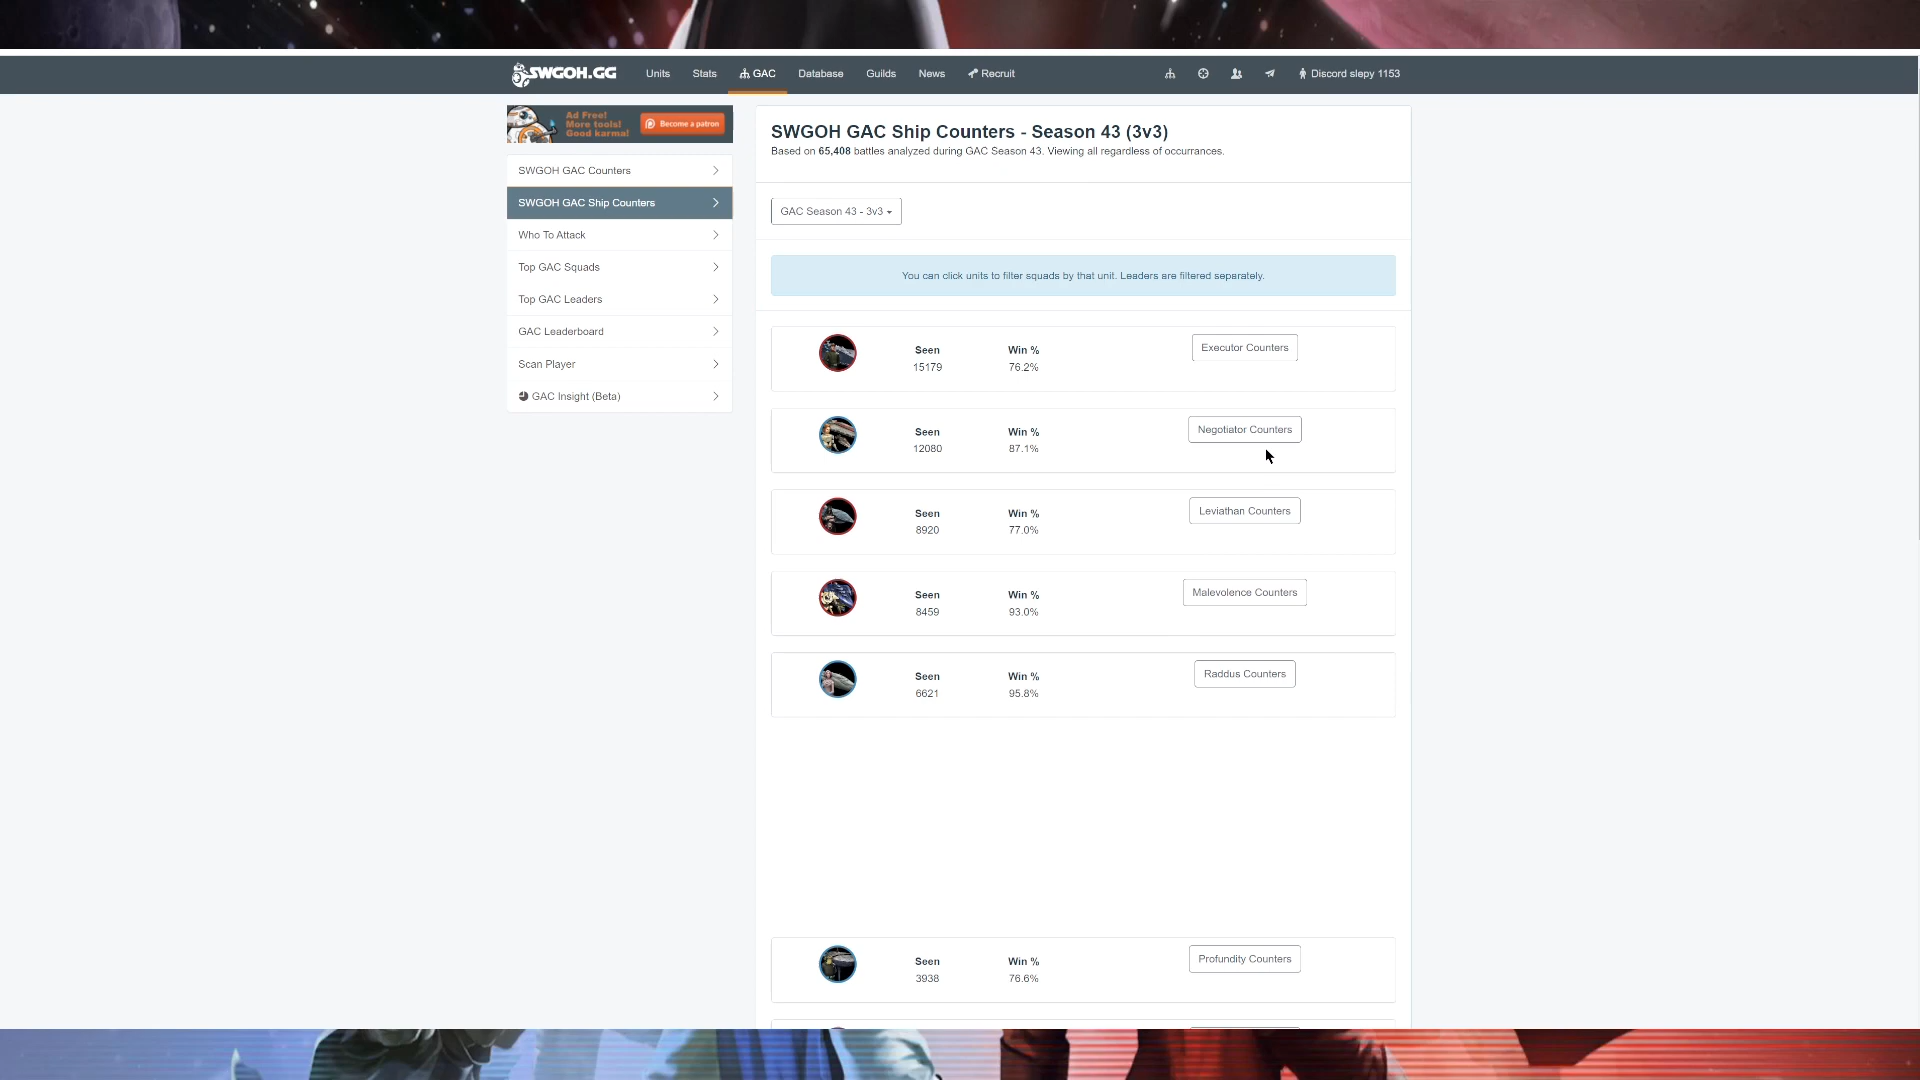 SWGOH.GG
Units
Stats
GAC
Database
Guilds
News
Recruit
Discord slepy 1153
Ad Free!
More tools!
Good karma!
Become a patron
SWGOH GAC Counters
SWGOH GAC Ship Counters
Who To Attack
Top GAC Squads
Top GAC Leaders
GAC Leaderboard
Scan Player
GAC Insight (Beta)
SWGOH GAC Ship Counters - Season 43 (3v3)
Based on 65,408 battles analyzed during GAC Season 43. Viewing all regardless of occurrances.
GAC Season 43 - 3v3
You can click units to filter squads by that unit. Leaders are filtered separately.
Seen
15179
Win %
76.2%
Executor Counters
Seen
12080
Win %
87.1%
Negotiator Counters
Seen
8920
Win %
77.0%
Leviathan Counters
Seen
8459
Win %
93.0%
Malevolence Counters
Seen
6621
Win %
95.8%
Raddus Counters
Seen
3938
Win %
76.6%
Profundity Counters